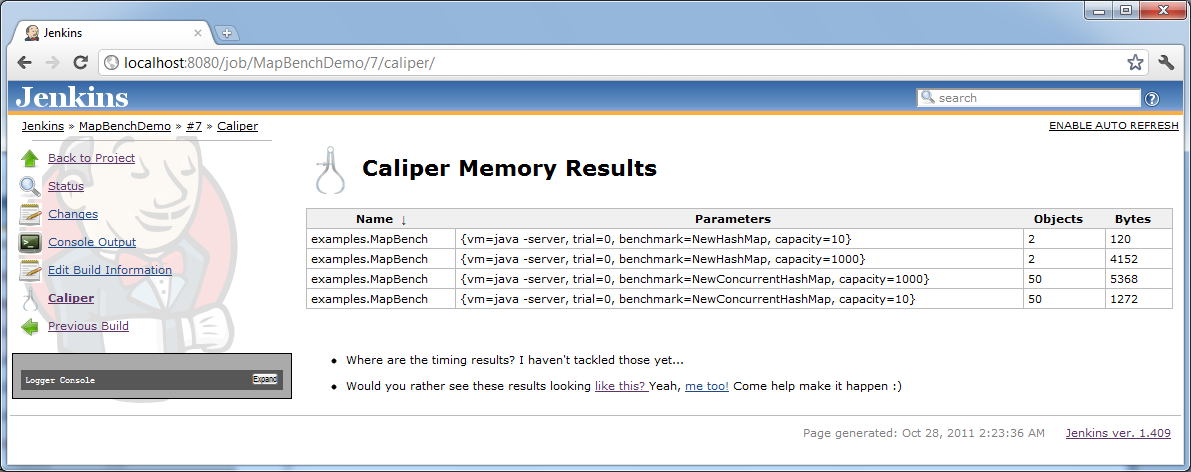 Jenkins
localhost:8080/job/MapBenchDemo/7/caliper/
Jenkins
search
Jenkins » MapBenchDemo » #7 » Caliper
ENABLE AUTO REFRESH
Back to Project
Status
Changes
Console Output
Edit Build Information
Caliper
Previous Build
Logger Console
Expand
Caliper Memory Results
Name ↓ Parameters Objects Bytes
examples.MapBench {vm=java -server, trial=0, benchmark=NewHashMap, capacity=10} 2 120
examples.MapBench {vm=java -server, trial=0, benchmark=NewHashMap, capacity=1000} 2 4152
examples.MapBench {vm=java -server, trial=0, benchmark=NewConcurrentHashMap, capacity=1000} 50 5368
examples.MapBench {vm=java -server, trial=0, benchmark=NewConcurrentHashMap, capacity=10} 50 1272
• Where are the timing results? I haven't tackled those yet...
• Would you rather see these results looking like this? Yeah, me too! Come help make it happen :)
Page generated: Oct 28, 2011 2:23:36 AM Jenkins ver. 1.409